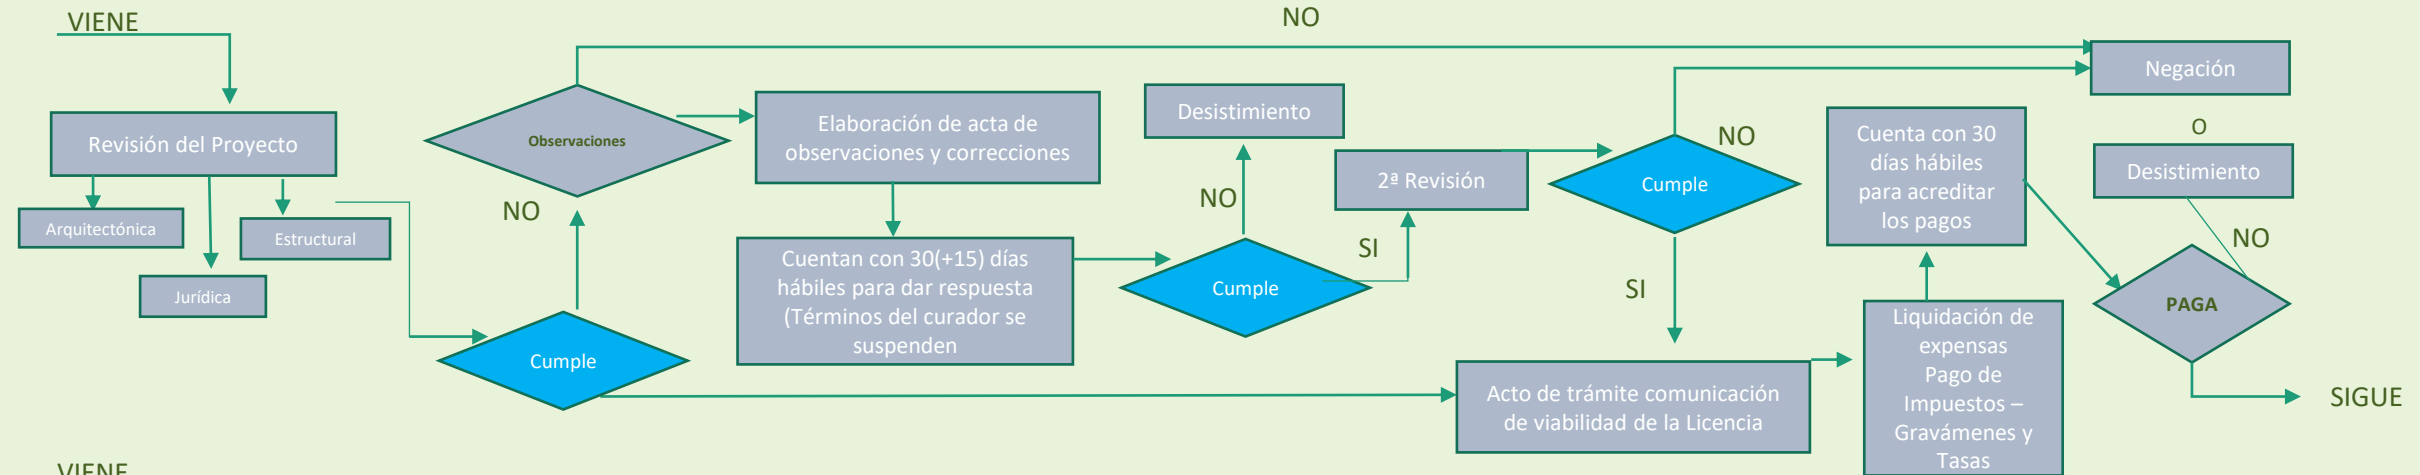 VIENE
NO
Revisión del Proyecto
Arquitectónica
Jurídica
Estructural
Observaciones
NO
Cumple
Elaboración de acta de
observaciones y correcciones
Cuentan con 30(+15) días
hábiles para dar respuesta
(Términos del curador se
suspenden
Desistimiento
NO
Cumple
SI
2ª Revisión
Cumple
NO
SI
Acto de trámite comunicación
de viabilidad de la Licencia
Liquidación de
expensas
Pago de
Impuestos –
Gravámenes y
Tasas
Cuenta con 30
días hábiles
para acreditar
los pagos
Negación
O
Desistimiento
NO
PAGA
SIGUE
VIENE